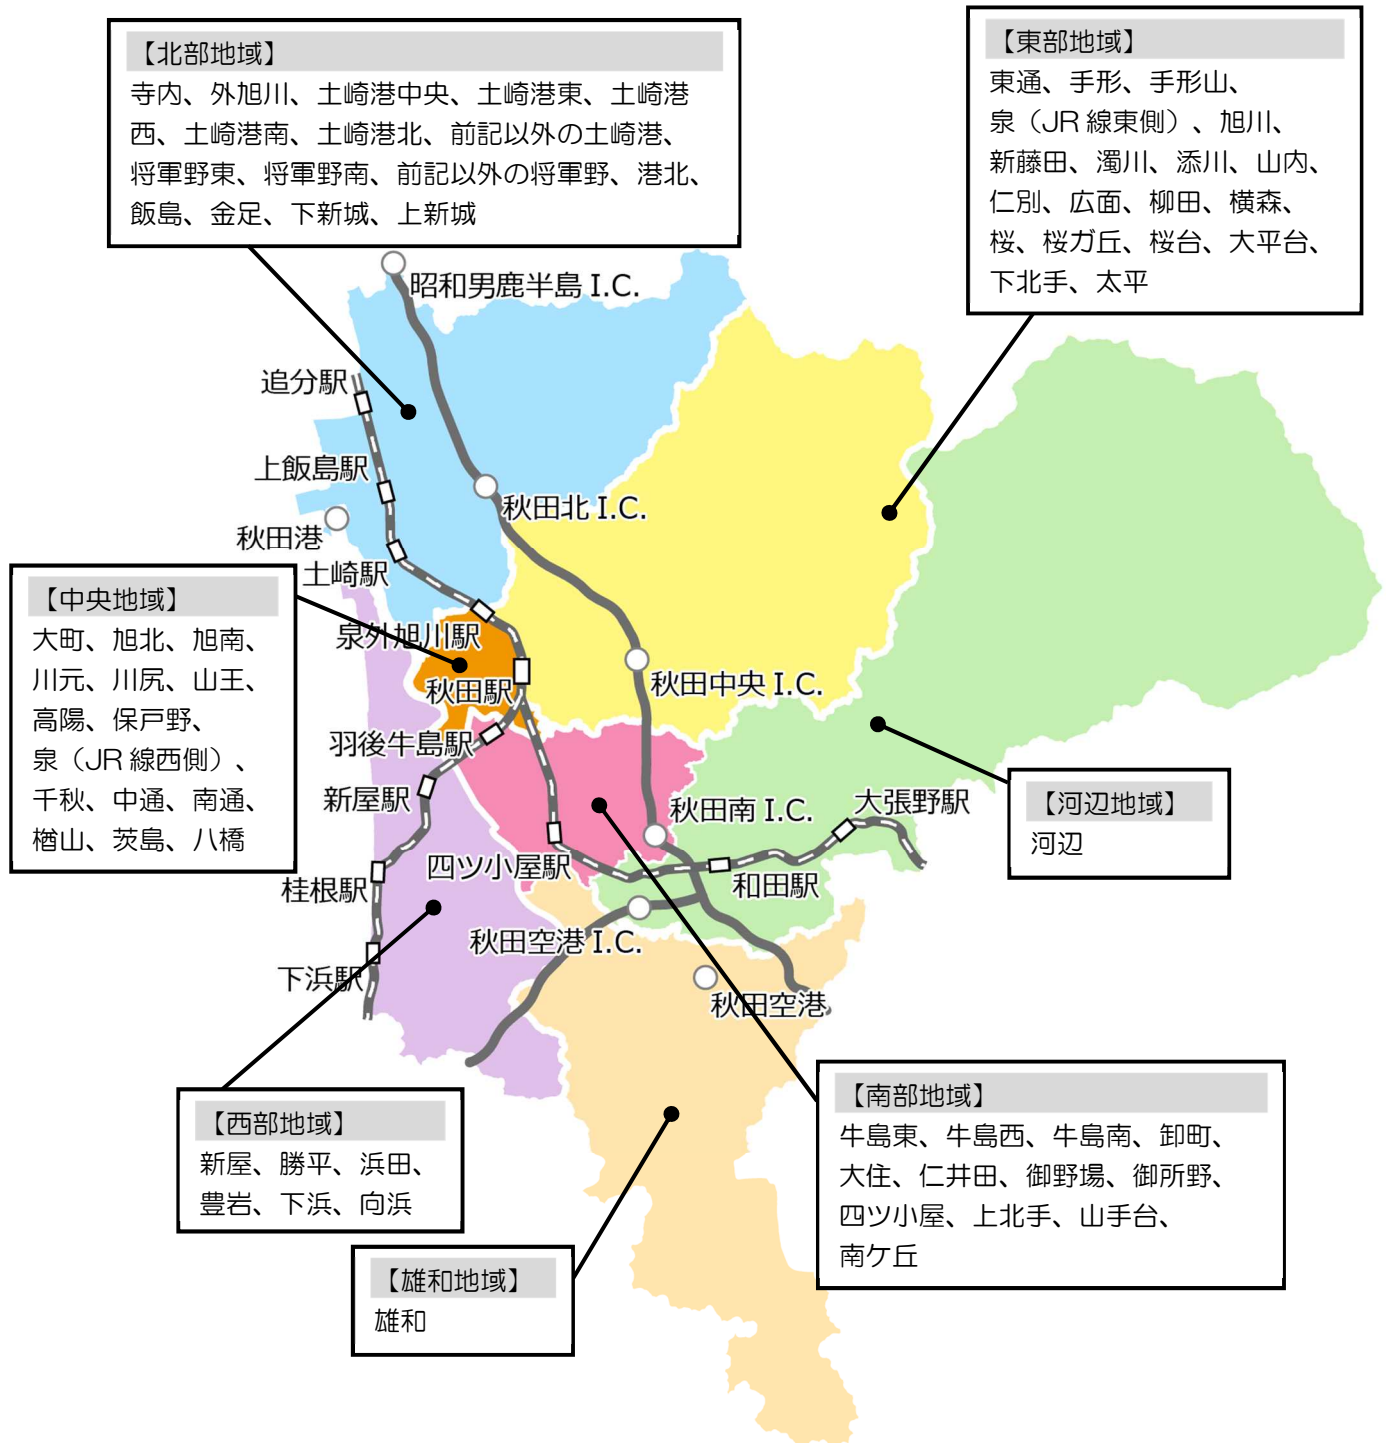 【北部地域】
寺内、外旭川、土崎港中央、土崎港東、土崎港
西、土崎港南、土崎港北、前記以外の土崎港、
将軍野東、将軍野南、前記以外の将軍野、港北、
飯島、金足、下新城、上新城
【東部地域】
東通、手形、手形山、
泉（JR 線東側）、旭川、
新藤田、濁川、添川、山内、
仁別、広面、柳田、横森、
桜、桜ガ丘、桜台、大平台、
下北手、太平
昭和男鹿半島 I.C.
追分駅
上飯島駅
秋田北 I.C.
秋田港
土崎駅
【中央地域】
大町、旭北、旭南、
川元、川尻、山王、
高陽、保戸野、
泉（JR 線西側）、
千秋、中通、南通、
楢山、茨島、八橋
泉外旭川駅
秋田駅
秋田中央 I.C.
羽後牛島駅
新屋駅
秋田南 I.C.
大張野駅
【河辺地域】
河辺
四ツ小屋駅
桂根駅
和田駅
秋田空港 I.C.
下浜駅
秋田空港
【西部地域】
新屋、勝平、浜田、
豊岩、下浜、向浜
【南部地域】
牛島東、牛島西、牛島南、卸町、
大住、仁井田、御野場、御所野、
四ツ小屋、上北手、山手台、
南ケ丘
【雄和地域】
雄和